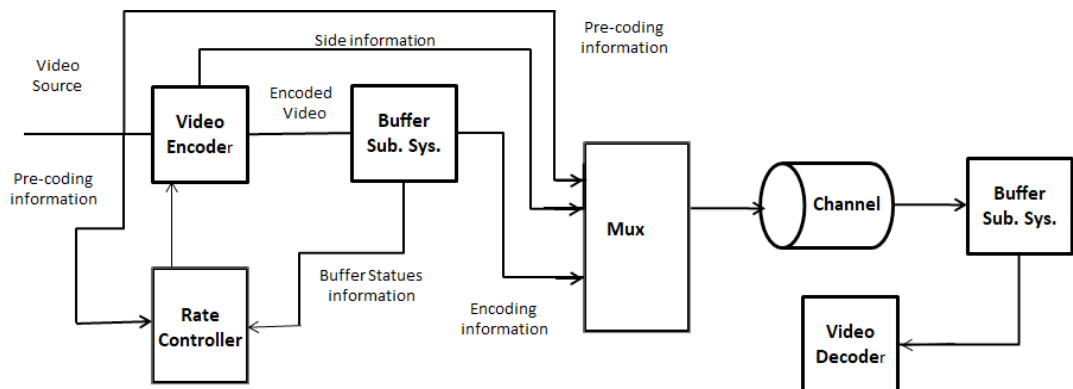 Pre-coding
information
Side information
Video
Source
Encoded
Video
Video
Encoder
Buffer
Sub. Sys.
Pre-coding
information
Mux
Channel
Buffer
Sub. Sys.
Buffer Statues
information
Encoding
information
Rate
Controller
Video
Decoder